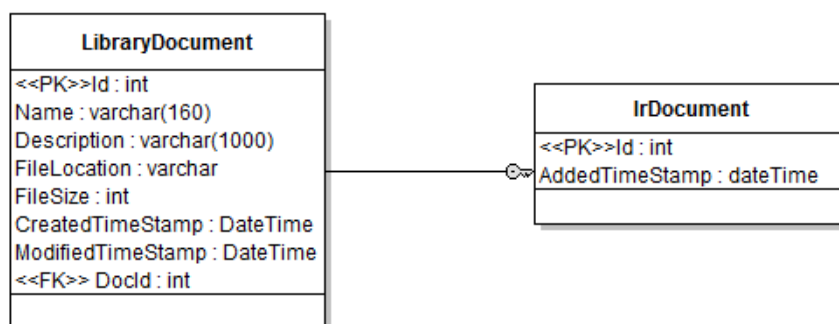 LibraryDocument
<<PK>>Id : int
Name : varchar(160)
Description : varchar(1000)
FileLocation : varchar
FileSize : int
CreatedTimeStamp : DateTime
ModifiedTimeStamp : DateTime
<<FK>> DocId : int
IrDocument
<<PK>>Id : int
AddedTimeStamp : dateTime